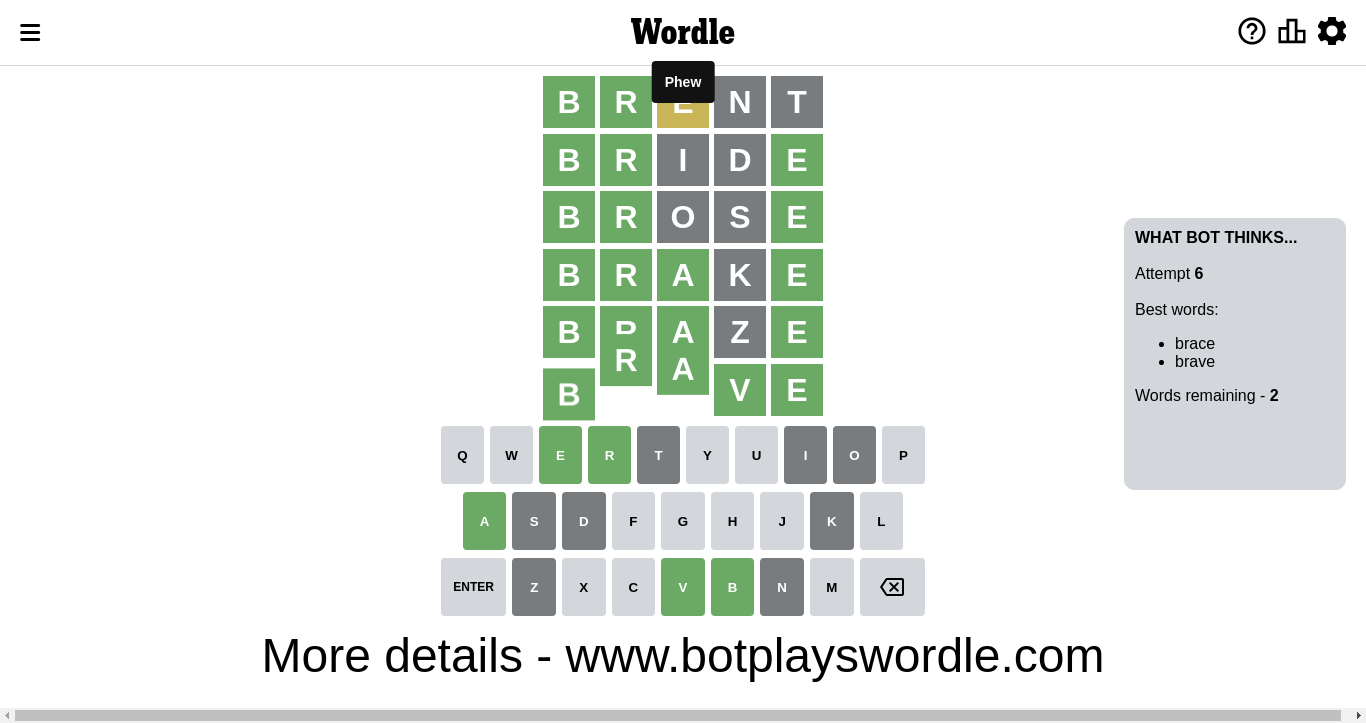 Wordle
Phew
B R E N T
B R I D E
B R O S E
B R A K E
B R A Z E
B R A V E
Q W E R T Y U I O P
A S D F G H J K L
ENTER Z X C V B N M
WHAT BOT THINKS...
Attempt 6
Best words:
• brace
• brave
Words remaining - 2
More details - www.botplayswordle.com